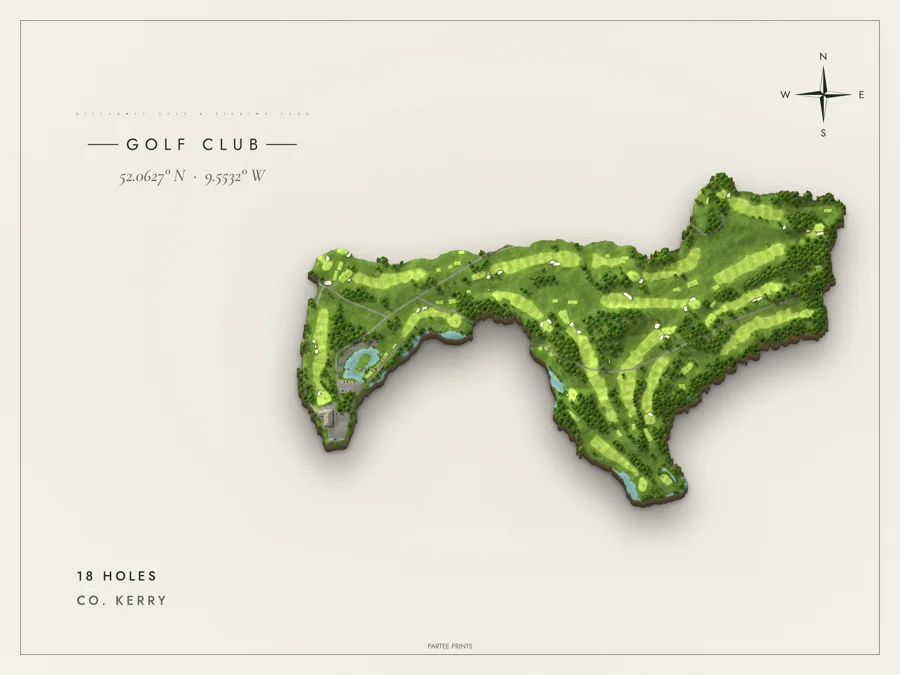 GOLF CLUB
52.0627° N · 9.5532° W
N
W E
S
18 HOLES
CO. KERRY
PARTEE PRINTS